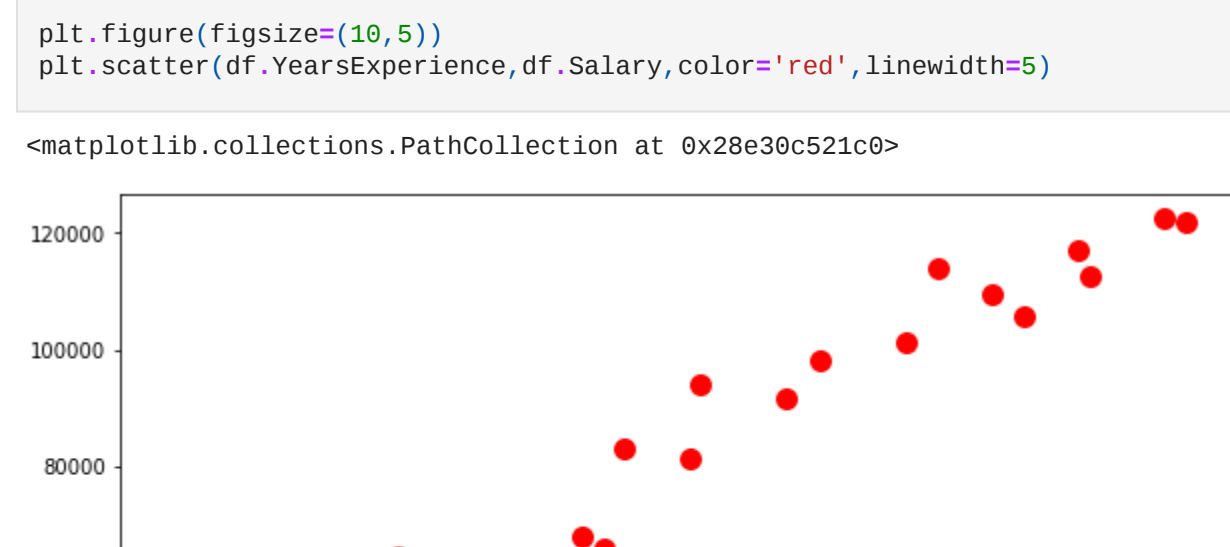 plt.figure(figsize=(10,5))
plt.scatter(df.YearsExperience,df.Salary,color='red',linewidth=5)
<matplotlib.collections.PathCollection at 0x28e30c521c0>
120000
100000
80000